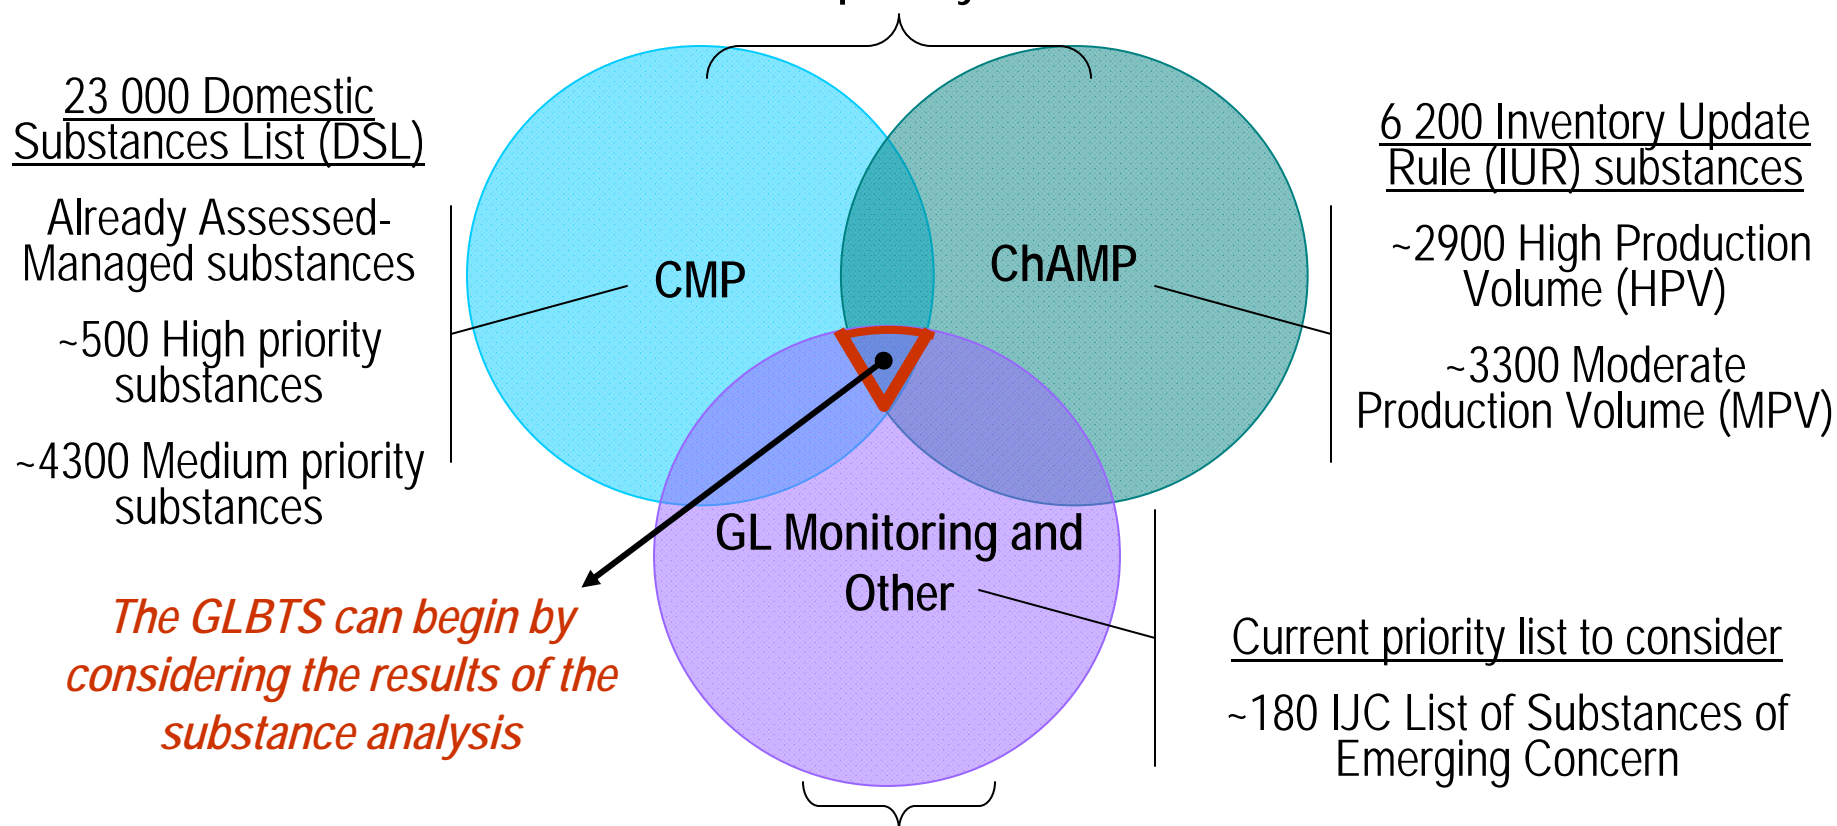 23 000 Domestic
Substances List (DSL)
Already Assessed-
Managed substances
~500 High priority
substances
~4300 Medium priority
substances
CMP
ChAMP
GL Monitoring and
Other
6 200 Inventory Update
Rule (IUR) substances
~2900 High Production
Volume (HPV)
~3300 Moderate
Production Volume (MPV)
The GLBTS can begin by
considering the results of the
substance analysis
Current priority list to consider
~180 IJC List of Substances of
Emerging Concern